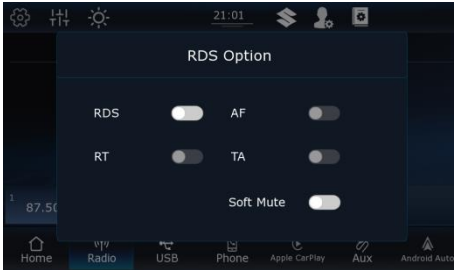 21:01
RDS Option
RDS AF
RT TA
Soft Mute
1
87.50
Home Radio USB Phone Apple CarPlay Aux Android Auto